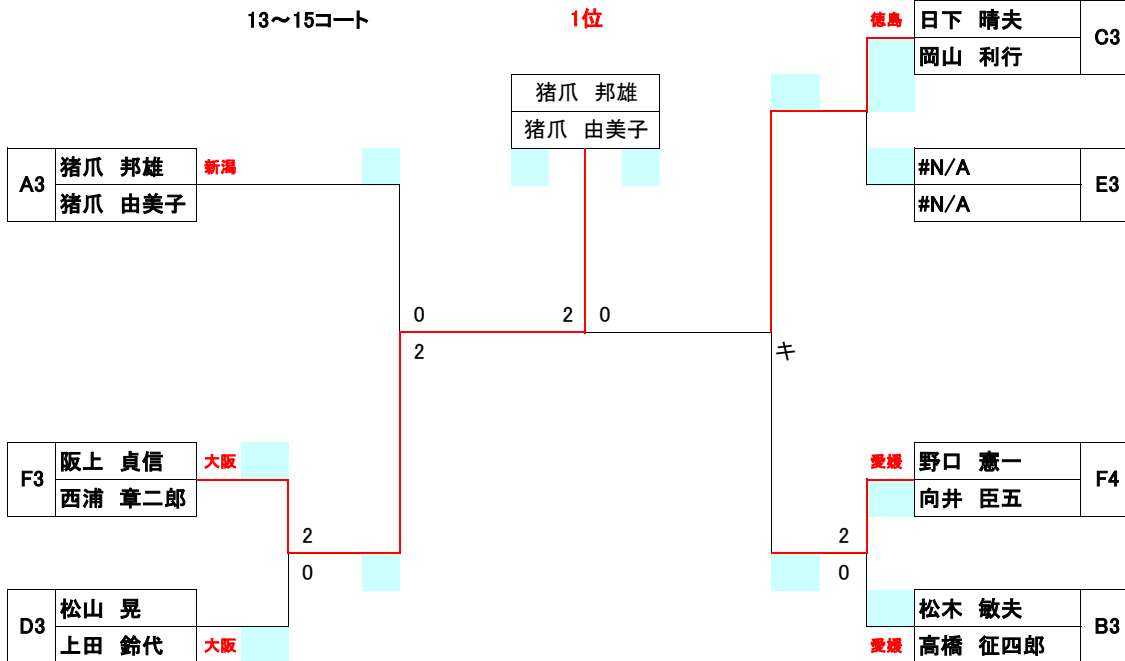 13～15コート
1位
猪爪　邦雄
猪爪　由美子
A3
猪爪　邦雄
新潟
猪爪　由美子
F3
阪上　貞信
大阪
西浦　章二郎
D3
松山　晃
上田　鈴代
大阪
0
2
2
0
2
0
キ
2
0
徳島
日下　晴夫
岡山　利行
C3
#N/A
#N/A
E3
愛媛
野口　憲一
向井　臣五
F4
松木　敏夫
愛媛
高橋　征四郎
B3